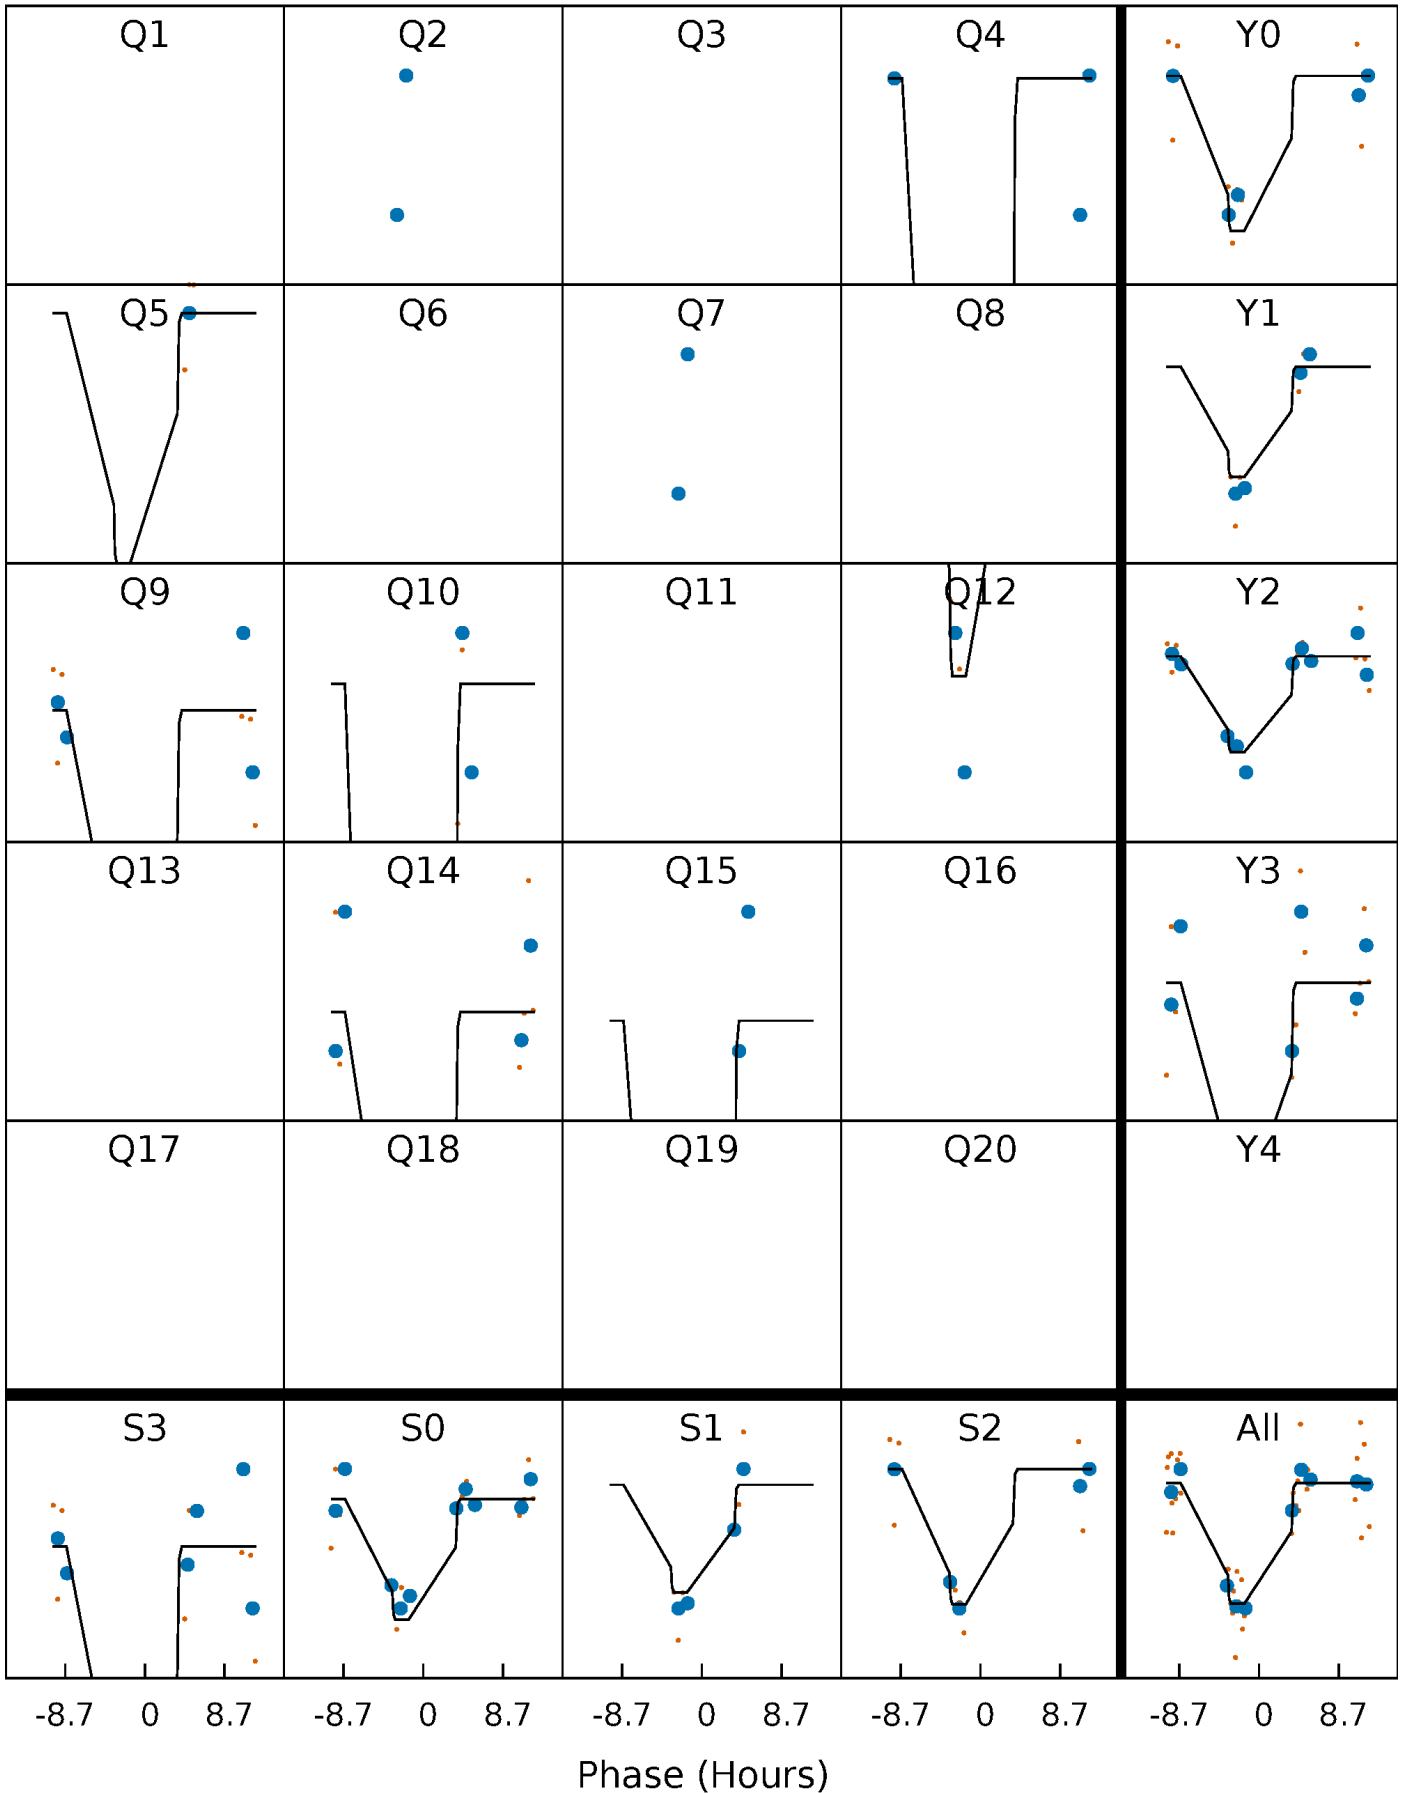 Q1 Q2 Q3 Q4 Y0
Q5 Q6 Q7 Q8 Y1
Q9 Q10 Q11 Q12 Y2
Q13 Q14 Q15 Q16 Y3
Q17 Q18 Q19 Q20 Y4
S3 S0 S1 S2 All
-8.7 0 8.7 -8.7 0 8.7 -8.7 0 8.7 -8.7 0 8.7 -8.7 0 8.7
Phase (Hours)